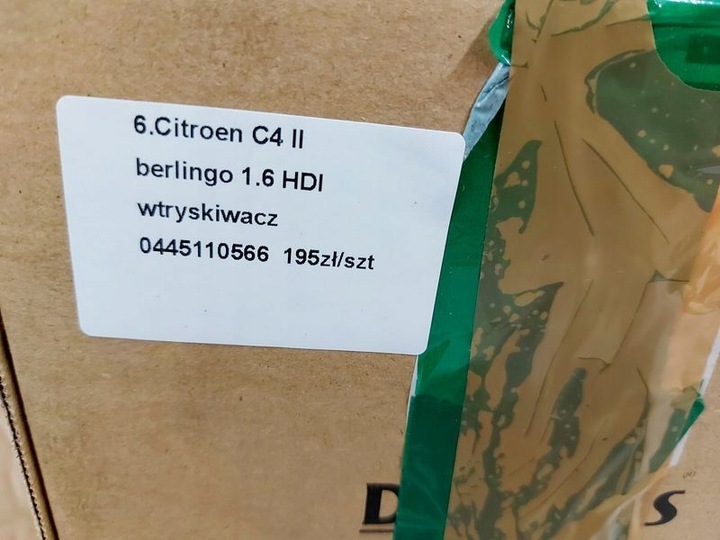 6.Citroen C4 II
berlingo 1.6 HDI
wtryskiwacz
0445110566 195zł/szt